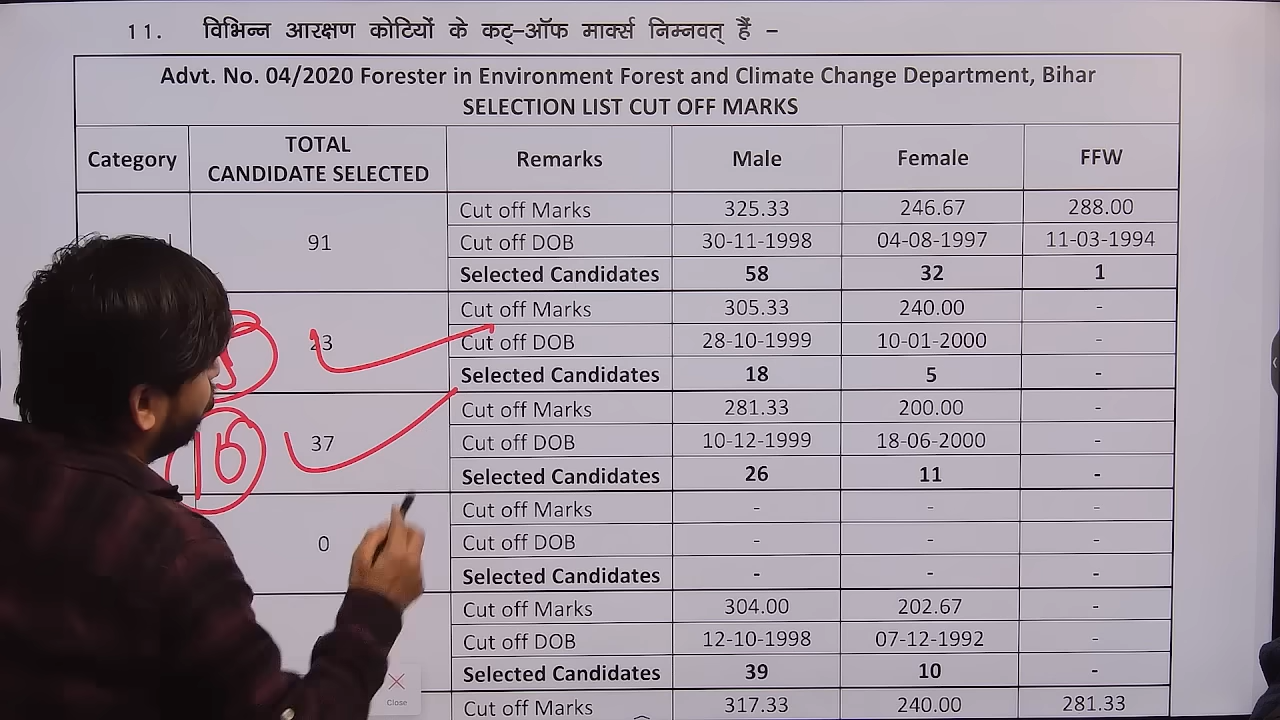 11. विभिन्न आरक्षण कोटियों के कट्-ऑफ मार्क्स निम्नवत् हैं –
Advt. No. 04/2020 Forester in Environment Forest and Climate Change Department, Bihar
SELECTION LIST CUT OFF MARKS
Category TOTAL CANDIDATE SELECTED Remarks Male Female FFW
Cut off Marks 325.33 246.67 288.00
91 Cut off DOB 30-11-1998 04-08-1997 11-03-1994
Selected Candidates 58 32 1
Cut off Marks 305.33 240.00 -
23 Cut off DOB 28-10-1999 10-01-2000 -
Selected Candidates 18 5 -
Cut off Marks 281.33 200.00 -
37 Cut off DOB 10-12-1999 18-06-2000 -
Selected Candidates 26 11 -
Cut off Marks - - -
0 Cut off DOB - - -
Selected Candidates - - -
Cut off Marks 304.00 202.67 -
Cut off DOB 12-10-1998 07-12-1992 -
Selected Candidates 39 10 -
Close
Cut off Marks 317.33 240.00 281.33